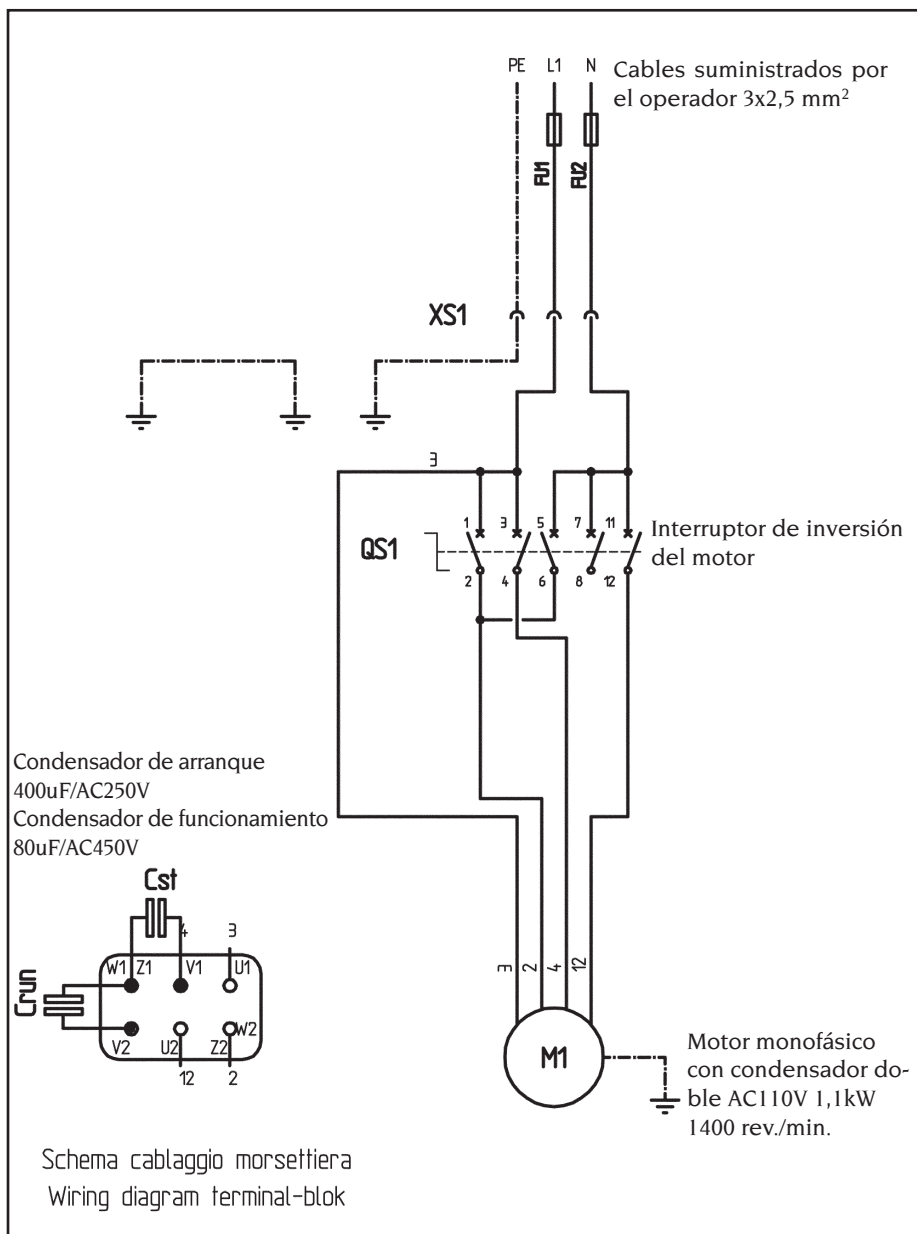 PE L1 N
Cables suministrados por
el operador 3x2,5 mm²
FU1 FU2
XS1
3
1 3 5 7 11
QS1
Interruptor de inversión
del motor
2 4 6 8 12
Condensador de arranque
400uF/AC250V
Condensador de funcionamiento
80uF/AC450V
Cst
4 3
W1 Z1 V1 U1
Crun
V2 U2 Z2 W2
12 2
3 2 4 12
M1
Motor monofásico
con condensador do-
ble AC110V 1,1kW
1400 rev./min.
Schema cablaggio morsettiera
Wiring diagram terminal-blok